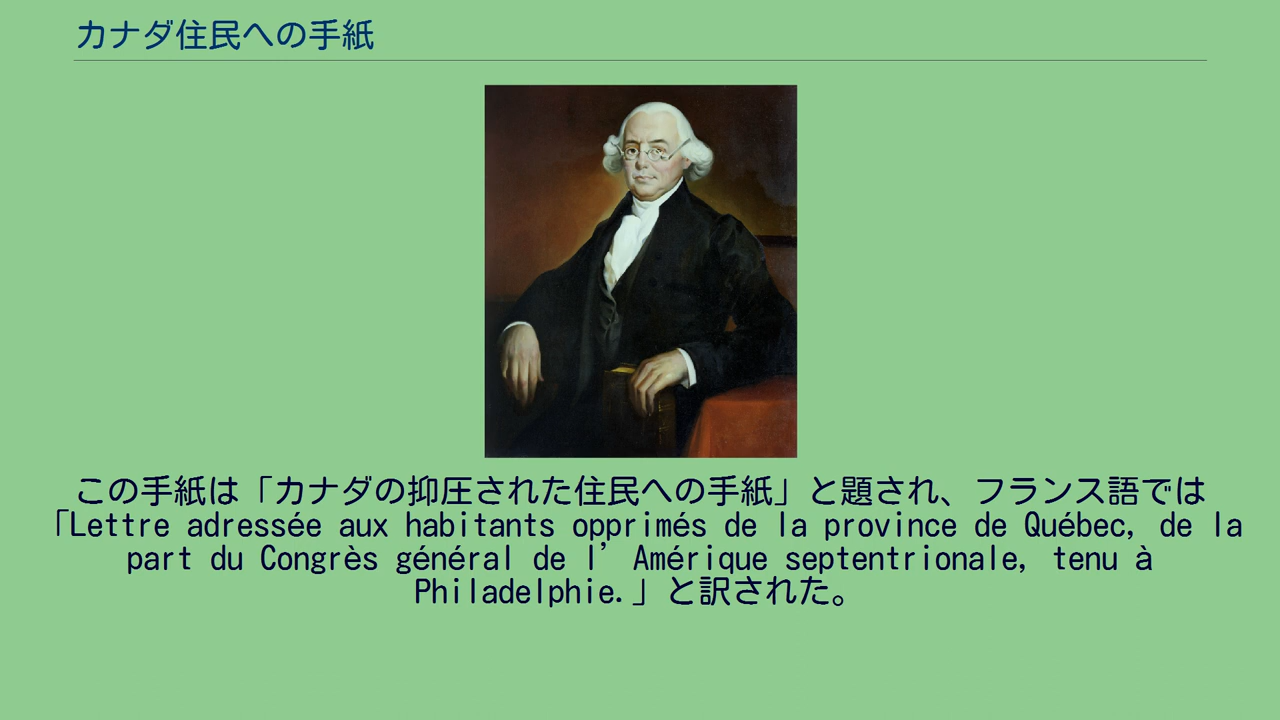 カナダ住民への手紙
この手紙は「カナダの抑圧された住民への手紙」と題され、フランス語では
「Lettre adressée aux habitants opprimés de la province de Québec, de la
part du Congrès général de l’Amérique septentrionale, tenu à
Philadelphie.」と訳された。